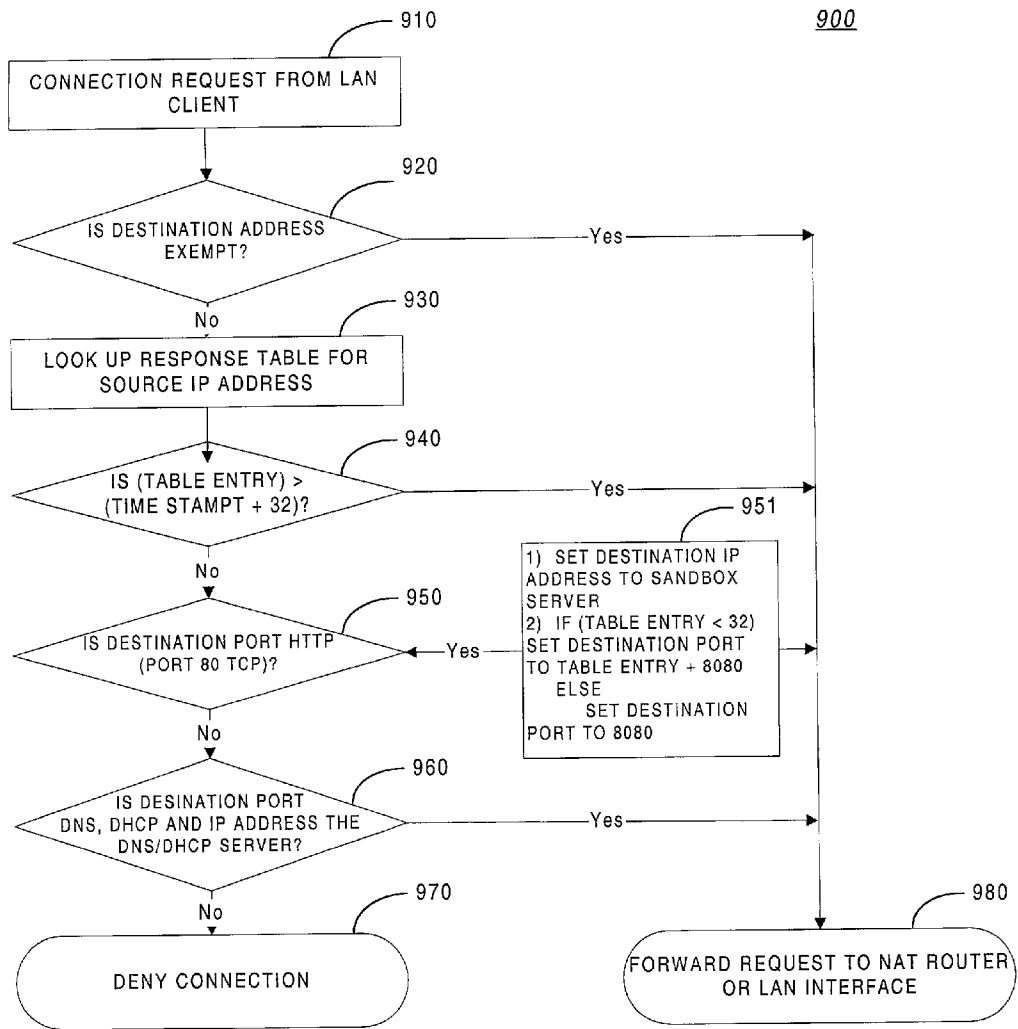 910
900
CONNECTION REQUEST FROM LAN
CLIENT
920
IS DESTINATION ADDRESS
EXEMPT?
Yes
No
930
LOOK UP RESPONSE TABLE FOR
SOURCE IP ADDRESS
940
IS (TABLE ENTRY) >
(TIME STAMPT + 32)?
Yes
No
951
1) SET DESTINATION IP
ADDRESS TO SANDBOX
SERVER
2) IF (TABLE ENTRY < 32)
SET DESTINATION PORT
TO TABLE ENTRY + 8080
ELSE
SET DESTINATION
PORT TO 8080
950
IS DESTINATION PORT HTTP
(PORT 80 TCP)?
Yes
No
960
IS DESINATION PORT
DNS, DHCP AND IP ADDRESS THE
DNS/DHCP SERVER?
Yes
No
970
DENY CONNECTION
980
FORWARD REQUEST TO NAT ROUTER
OR LAN INTERFACE